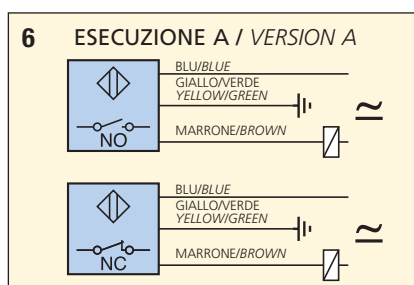 6 ESECUZIONE A / VERSION A
BLU/BLUE
GIALLO/VERDE
YELLOW/GREEN
NO
MARRONE/BROWN
BLU/BLUE
GIALLO/VERDE
YELLOW/GREEN
NC
MARRONE/BROWN